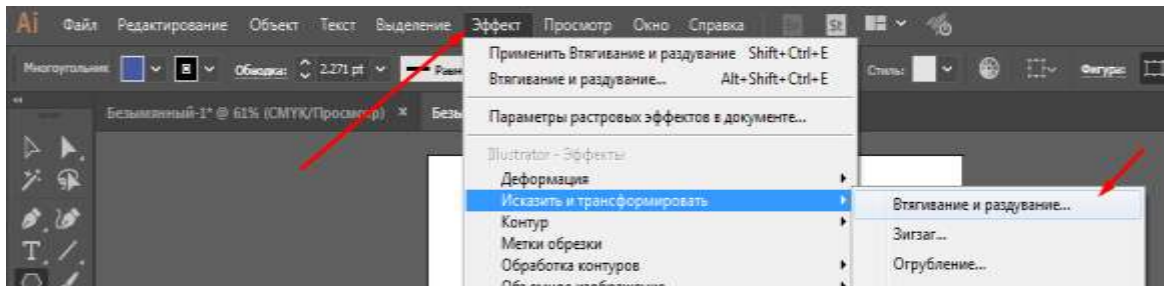 Ai Файл Редактирование Объект Текст Выделение Эффект Просмотр Окно Справка St
Многоугольник Обводка: 2.271 pt Стиль: Фигура:
Безымянный-1* @ 61% (CMYK/Просмотр) ×
Применить Втягивание и раздувание Shift+Ctrl+E
Втягивание и раздувание... Alt+Shift+Ctrl+E
Параметры растровых эффектов в документе...
Illustrator - Эффекты
Деформация
Исказить и трансформировать
Контур
Метки обрезки
Обработка контуров
Втягивание и раздувание...
Зигзаг...
Огрубление...